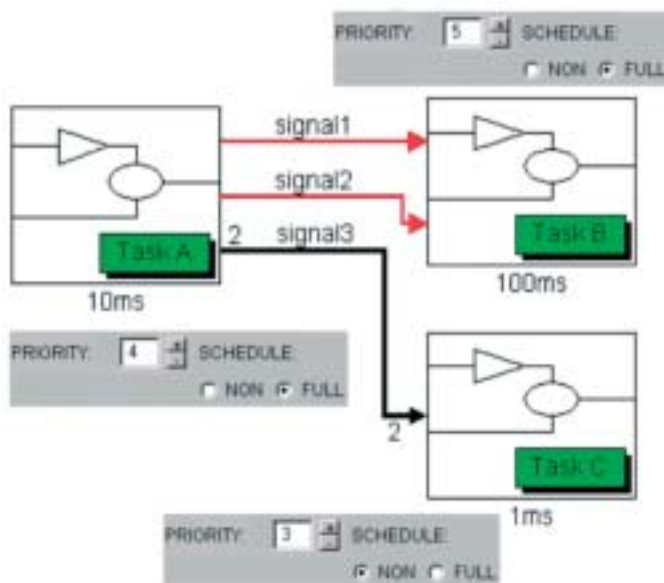 PRIORITY: 5 SCHEDULE:
NON FULL
signal1
signal2
2 signal3
Task A
Task B
10ms
100ms
PRIORITY: 4 SCHEDULE:
NON FULL
2
Task C
1ms
PRIORITY: 3 SCHEDULE:
NON FULL